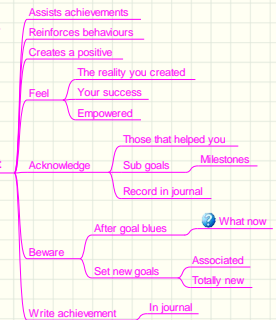 Assists achievements
Reinforces behaviours
Creates a positive
Feel
The reality you created
Your success
Empowered
Acknowledge
Those that helped you
Sub goals
Milestones
Record in journal
Beware
After goal blues
What now
Set new goals
Associated
Totally new
Write achievement
In journal